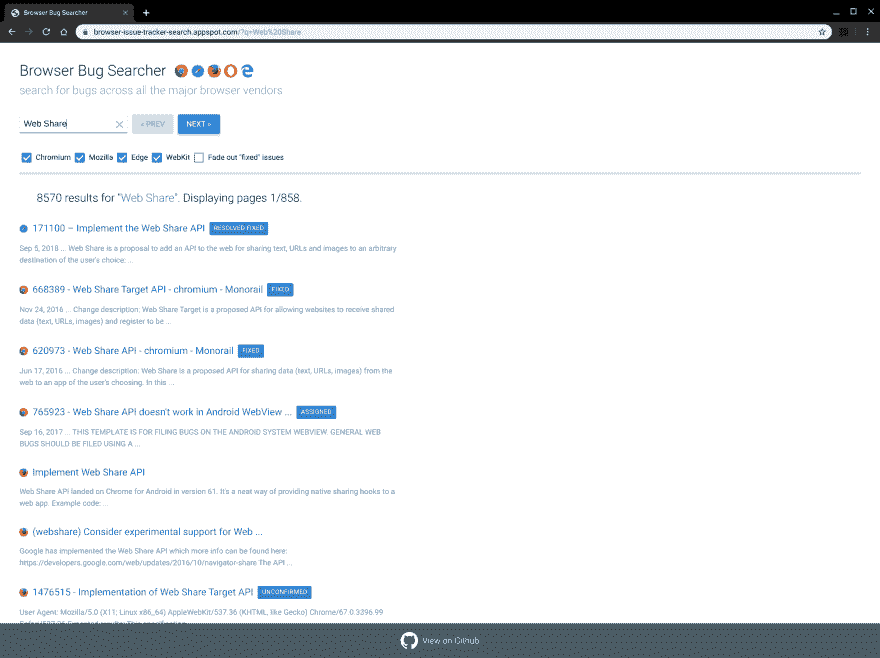 Browser Bug Searcher
browser-issue-tracker-search.appspot.com/?q=Web%20Share
Browser Bug Searcher
search for bugs across all the major browser vendors
Web Share
« PREV
NEXT »
Chromium Mozilla Edge WebKit Fade out "fixed" issues
8570 results for "Web Share". Displaying pages 1/858.
171100 – Implement the Web Share API RESOLVED FIXED
Sep 5, 2018 ... Web Share is a proposal to add an API to the web for sharing text, URLs and images to an arbitrary
destination of the user's choice: ...
668389 - Web Share Target API - chromium - Monorail FIXED
Nov 24, 2016 ... Change description: Web Share Target is a proposed API for allowing websites to receive shared
data (text, URLs, images) and register to be ...
620973 - Web Share API - chromium - Monorail FIXED
Jun 17, 2016 ... Change description: Web Share is a proposed API for sharing data (text, URLs, images) from the
web to an app of the user's choosing. In this ...
765923 - Web Share API doesn't work in Android WebView ... ASSIGNED
Sep 16, 2017 ... THIS TEMPLATE IS FOR FILING BUGS ON THE ANDROID SYSTEM WEBVIEW. GENERAL WEB
BUGS SHOULD BE FILED USING A ...
Implement Web Share API
Web Share API landed on Chrome for Android in version 61. It's a neat way of providing native sharing hooks to a
web app. Example code: ...
(webshare) Consider experimental support for Web ...
Google has implemented the Web Share API which more info can be found here:
https://developers.google.com/web/updates/2016/10/navigator-share The API ...
1476515 - Implementation of Web Share Target API UNCONFIRMED
User Agent: Mozilla/5.0 (X11; Linux x86_64) AppleWebKit/537.36 (KHTML, like Gecko) Chrome/67.0.3396.99
View on Github